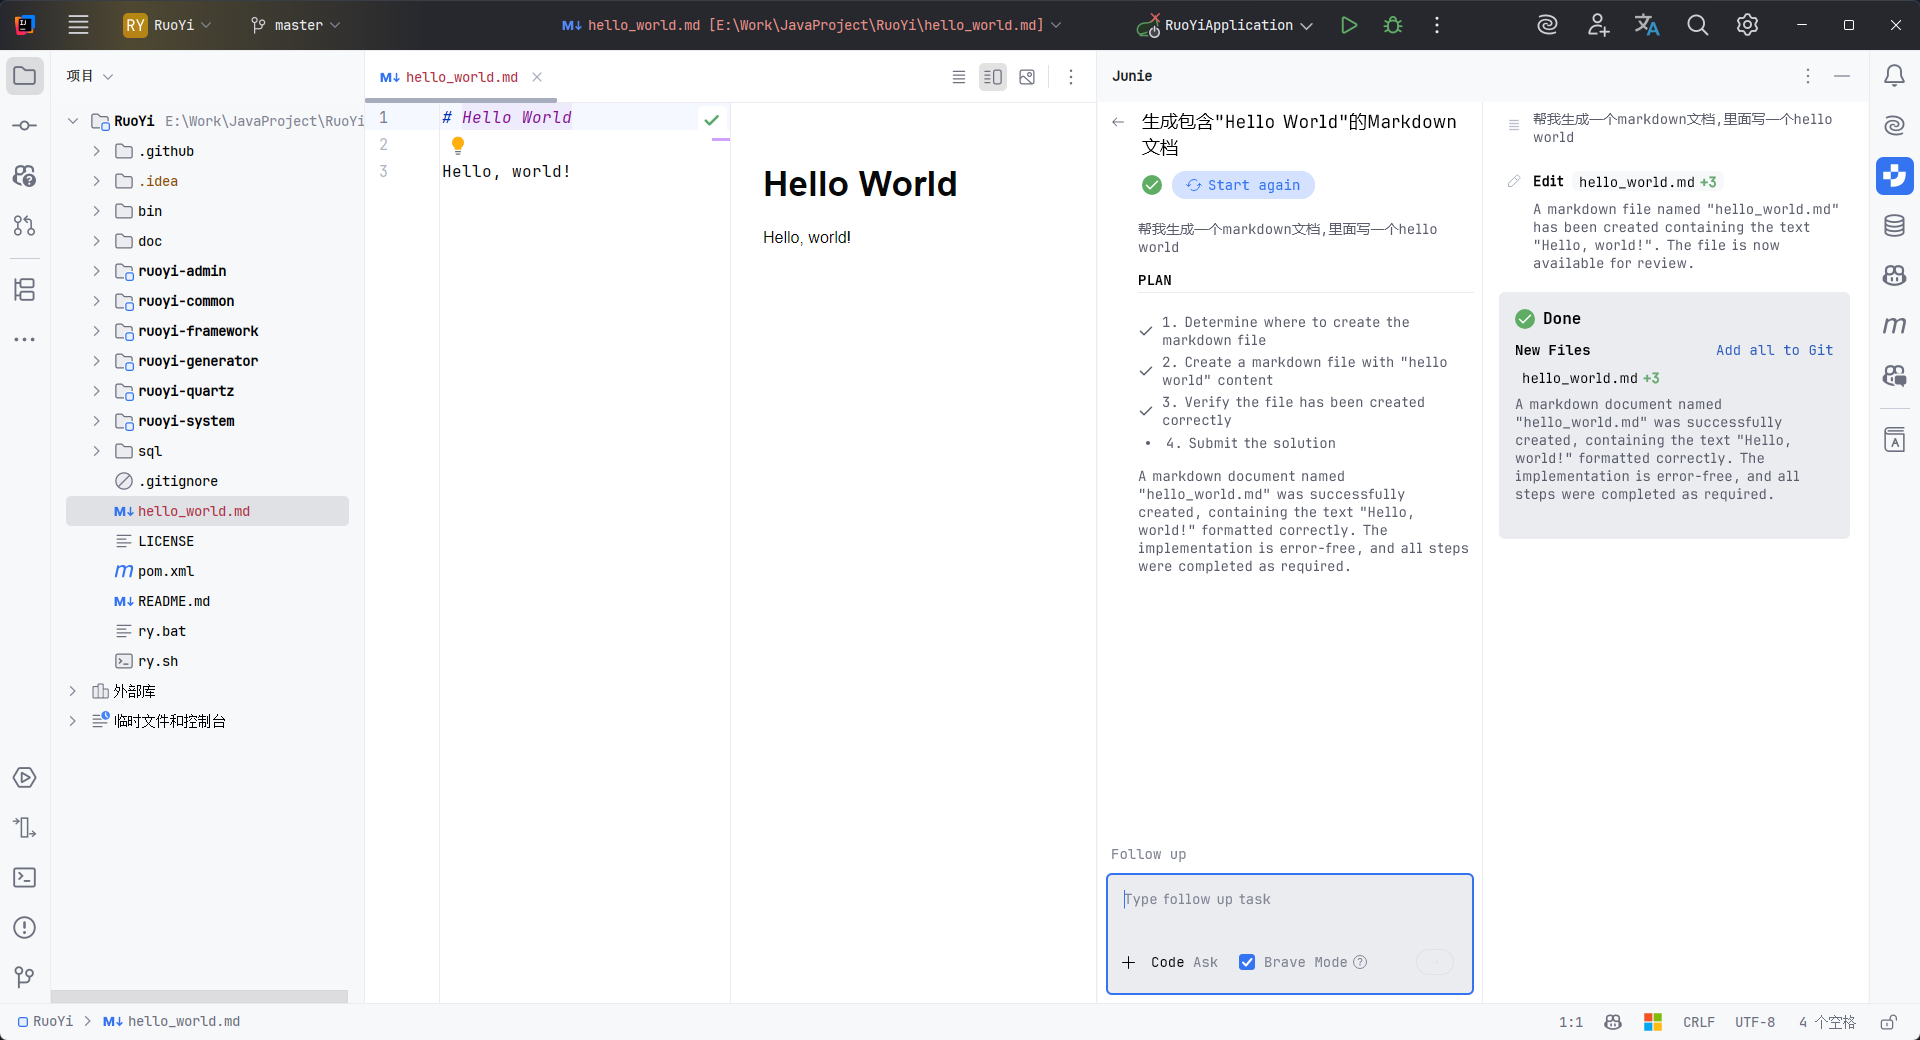 RY RuoYi master hello_world.md [E:\Work\JavaProject\RuoYi\hello_world.md] RuoYiApplication
项目
RuoYi E:\Work\JavaProject\RuoYi
.github
.idea
bin
doc
ruoyi-admin
ruoyi-common
ruoyi-framework
ruoyi-generator
ruoyi-quartz
ruoyi-system
sql
.gitignore
hello_world.md
LICENSE
pom.xml
README.md
ry.bat
ry.sh
外部库
临时文件和控制台
hello_world.md
1 # Hello World
2
3 Hello, world!
Hello World
Hello, world!
Junie
生成包含"Hello World"的Markdown
文档
Start again
帮我生成一个markdown文档,里面写一个hello
world
PLAN
1. Determine where to create the
markdown file
2. Create a markdown file with "hello
world" content
3. Verify the file has been created
correctly
4. Submit the solution
A markdown document named
"hello_world.md" was successfully
created, containing the text "Hello,
world!" formatted correctly. The
implementation is error-free, and all steps
were completed as required.
Follow up
Type follow up task
Code Ask Brave Mode
帮我生成一个markdown文档,里面写一个hello
world
Edit hello_world.md +3
A markdown file named "hello_world.md"
has been created containing the text
"Hello, world!". The file is now
available for review.
Done
New Files Add all to Git
hello_world.md +3
A markdown document named
"hello_world.md" was successfully
created, containing the text "Hello,
world!" formatted correctly. The
implementation is error-free, and all
steps were completed as required.
RuoYi hello_world.md
1:1 CRLF UTF-8 4 个空格